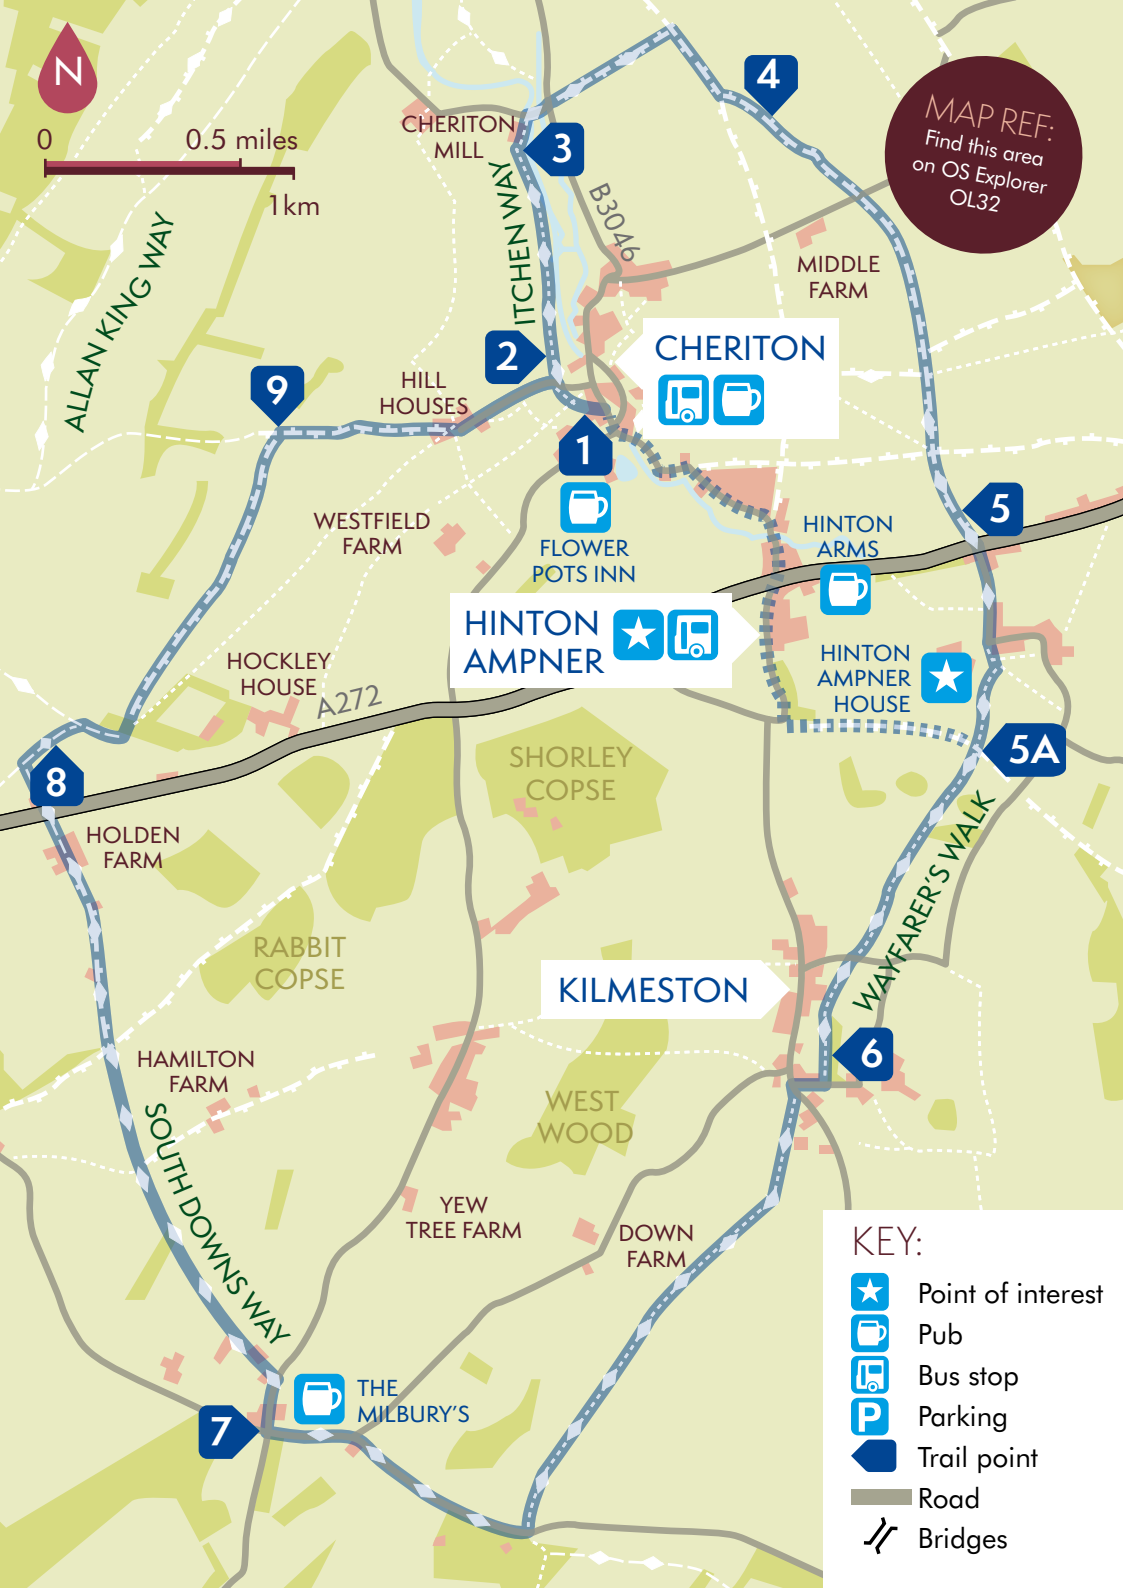 N
0
0.5 miles
1km
CHERITON
MILL
3
4
MAP REF:
Find this area
on OS Explorer
OL32
B3046
ITCHEN WAY
ALLAN KING WAY
MIDDLE
FARM
2
CHERITON
9
HILL
HOUSES
1
FLOWER
POTS INN
WESTFIELD
FARM
HINTON
ARMS
5
HINTON
AMPNER
HINTON
AMPNER
HOUSE
HOCKLEY
HOUSE
A272
5A
SHORLEY
COPSE
8
HOLDEN
FARM
WAYFARER'S WALK
RABBIT
COPSE
KILMESTON
6
HAMILTON
FARM
WEST
WOOD
SOUTH DOWNS WAY
YEW
TREE FARM
DOWN
FARM
THE
MILBURY'S
7
KEY:
Point of interest
Pub
Bus stop
P
Parking
Trail point
Road
Bridges